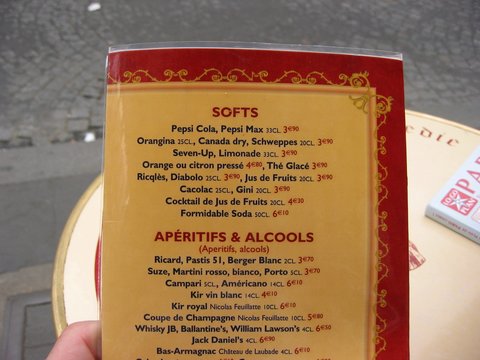 SOFTS
Pepsi Cola, Pepsi Max 33CL. 3€90
Orangina 25CL., Canada dry, Schweppes 20CL. 3€90
Seven-Up, Limonade 33CL. 3€90
Orange ou citron pressé 4€80, Thé Glacé 3€90
Ricqlès, Diabolo 25CL. 3€90, Jus de Fruits 20CL. 3€90
Cacolac 25CL., Gini 20CL. 3€90
Cocktail de Jus de Fruits 20CL. 4€30
Formidable Soda 50CL. 6€10
APÉRITIFS & ALCOOLS
(Aperitifs, alcools)
Ricard, Pastis 51, Berger Blanc 2CL. 3€70
Suze, Martini rosso, bianco, Porto 5CL. 3€70
Campari 5CL., Américano 14CL. 6€10
Kir vin blanc 14CL. 4€10
Kir royal Nicolas Feuillatte 10CL. 6€10
Coupe de Champagne Nicolas Feuillatte 10CL. 5€80
Whisky JB, Ballantine's, William Lawson's 4CL. 6€50
Jack Daniel's 4CL. 6€90
Bas-Armagnac Château de Laubade 4CL. 6€10
edie
PAR
PLAN